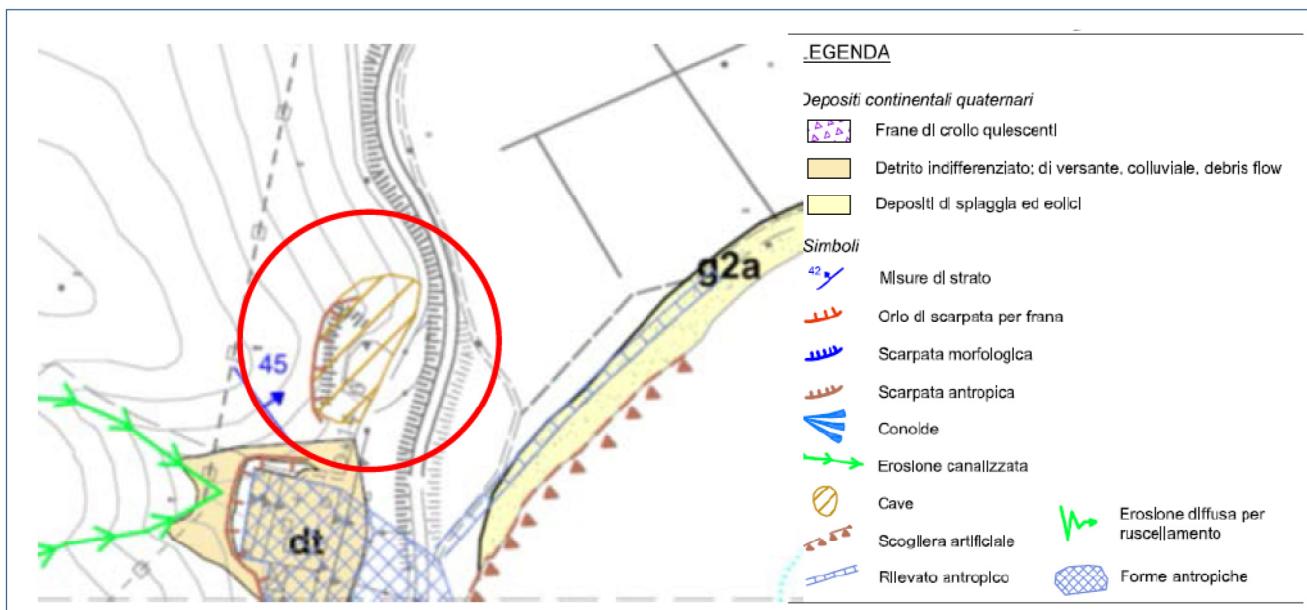 45
g2a
dt
LEGENDA
Depositi continentali quaternari
Frane di crollo quiescenti
Detrito indifferenziato; di versante, colluviale, debris flow
Depositi di spiaggia ed eolici
Simboli
42
Misure di strato
Orlo di scarpata per frana
Scarpata morfologica
Scarpata antropica
Conoide
Erosione canalizzata
Cave
Scogliera artificiale
Rilevato antropico
Erosione diffusa per
ruscellamento
Forme antropiche